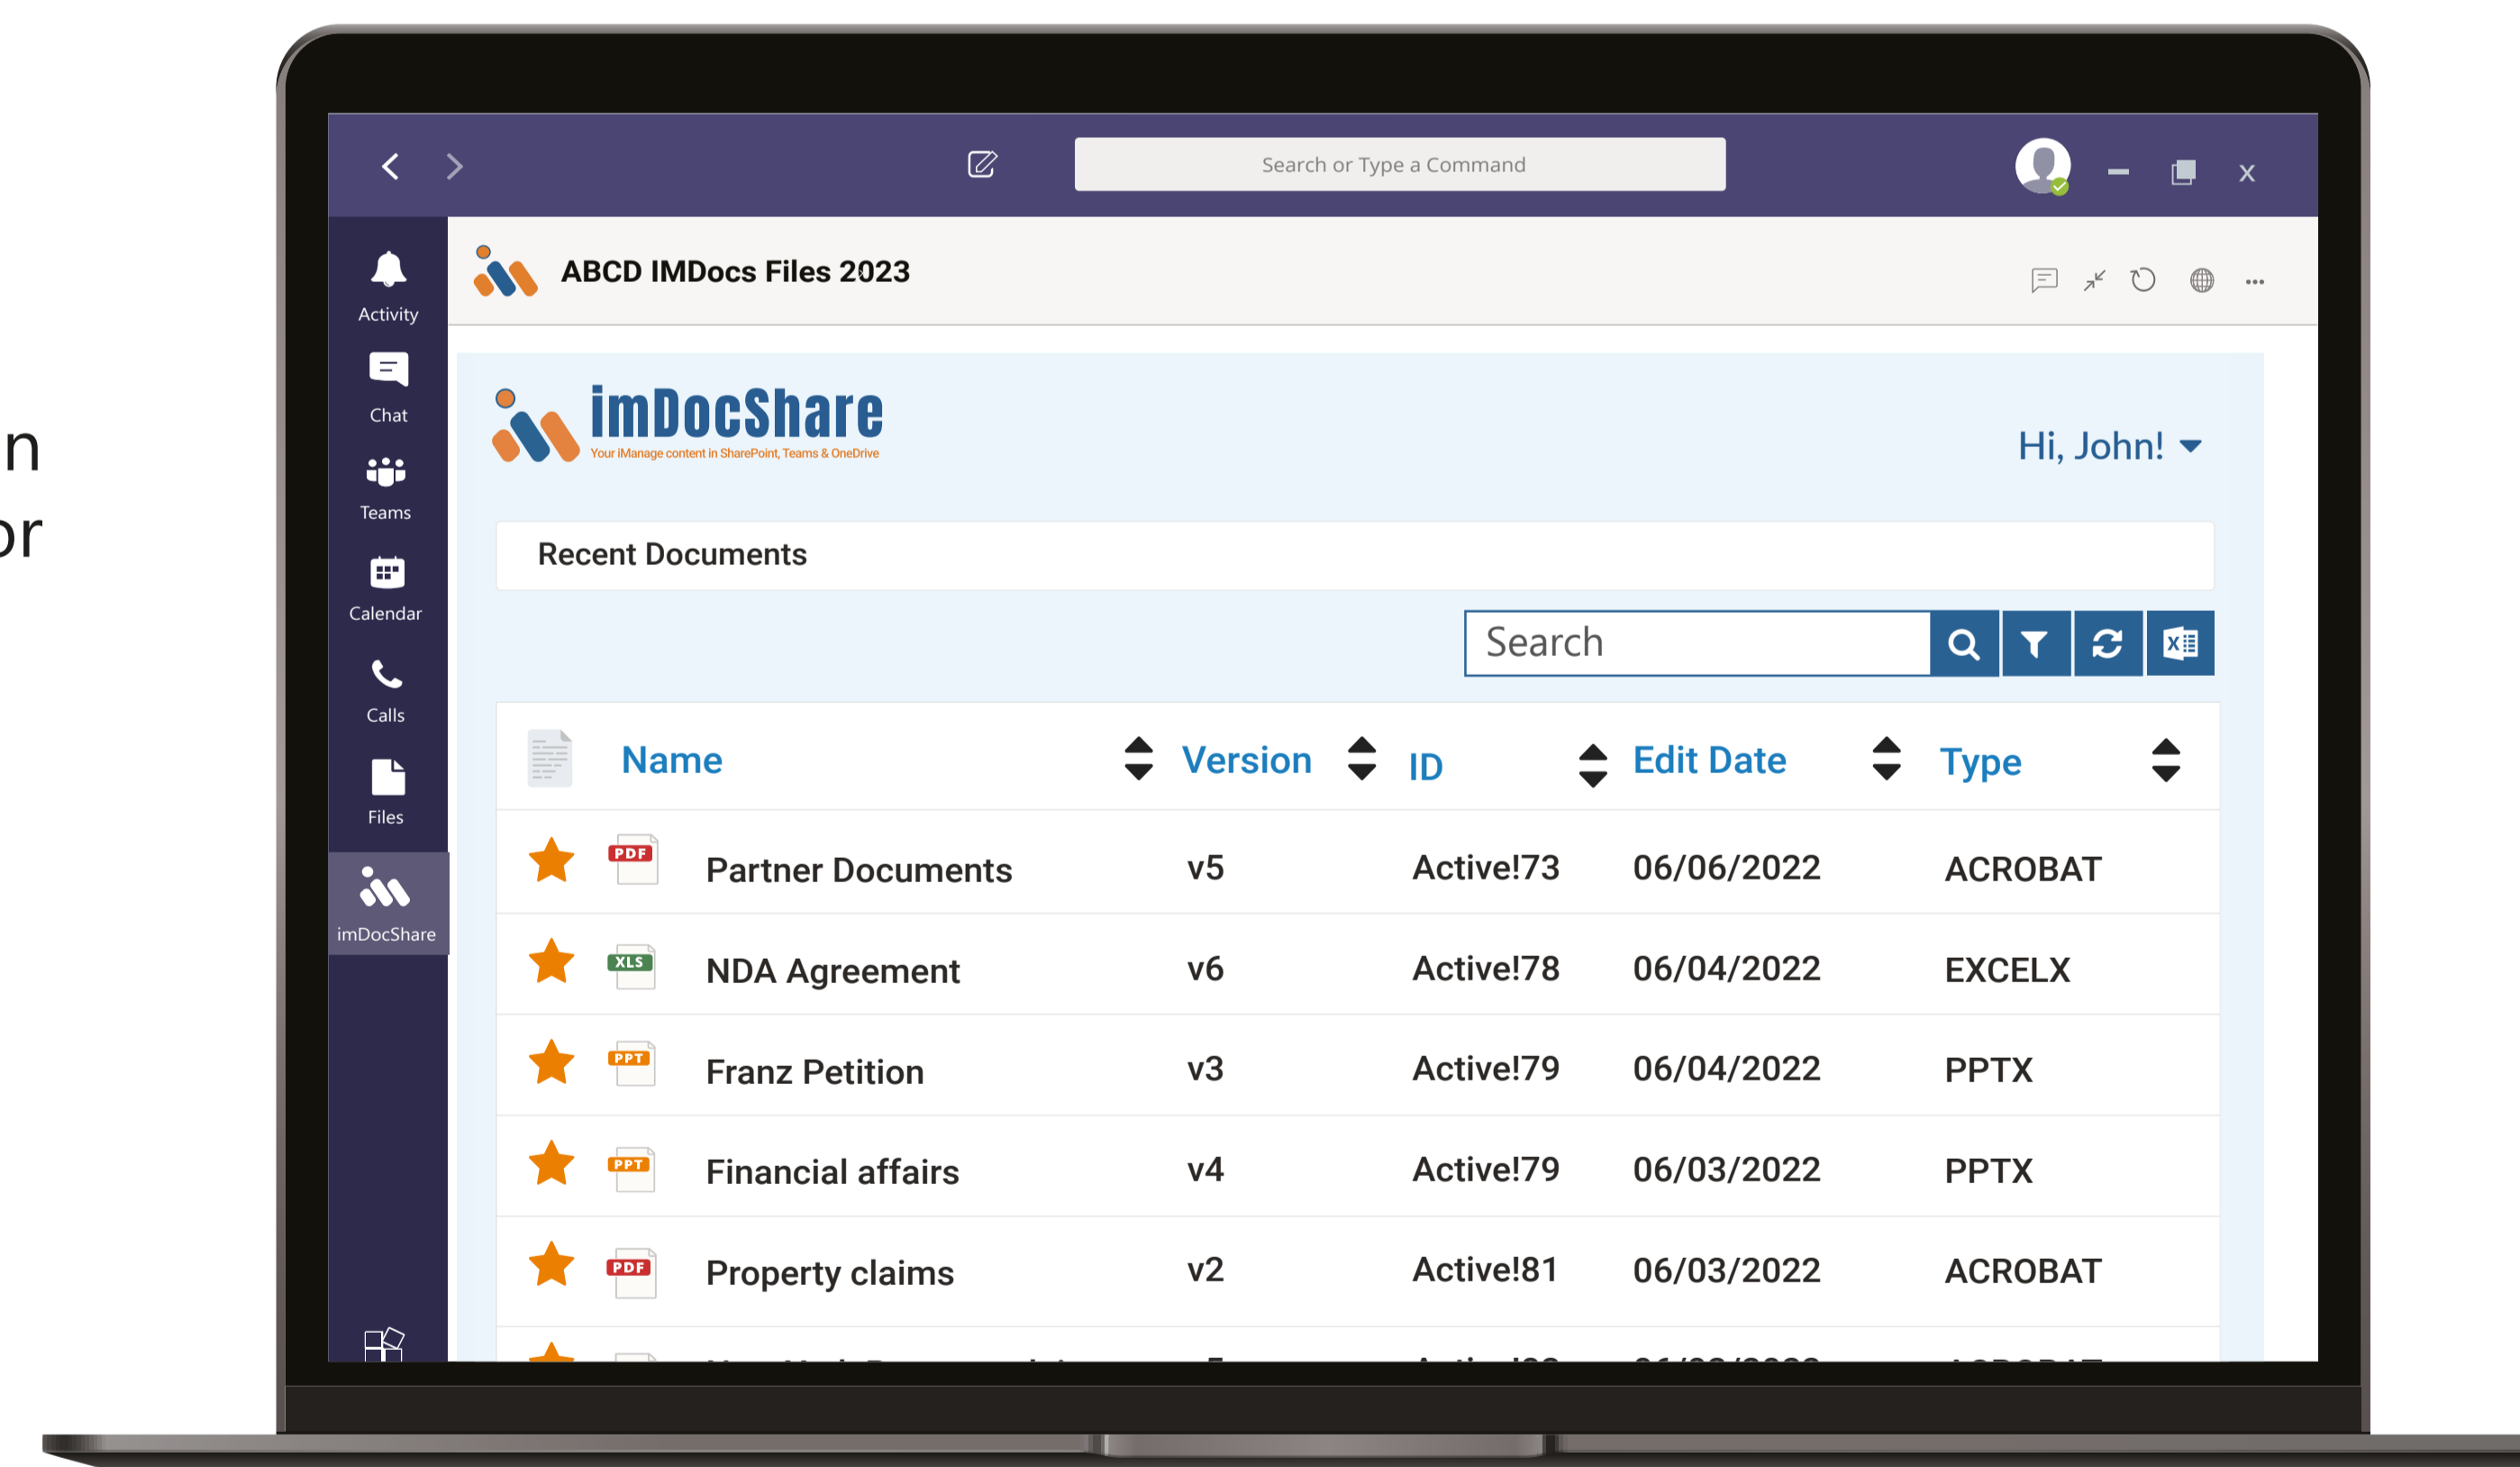 n
or
Search or Type a Command
x
Activity
Chat
Teams
Calendar
Calls
Files
imDocShare
ABCD IMDocs Files 2023
imDocShare
Your iManage content in SharePoint, Teams & OneDrive
Hi, John!
Recent Documents
Search
Name Version ID Edit Date Type
PDF Partner Documents v5 Active!73 06/06/2022 ACROBAT
XLS NDA Agreement v6 Active!78 06/04/2022 EXCELX
PPT Franz Petition v3 Active!79 06/04/2022 PPTX
PPT Financial affairs v4 Active!79 06/03/2022 PPTX
PDF Property claims v2 Active!81 06/03/2022 ACROBAT